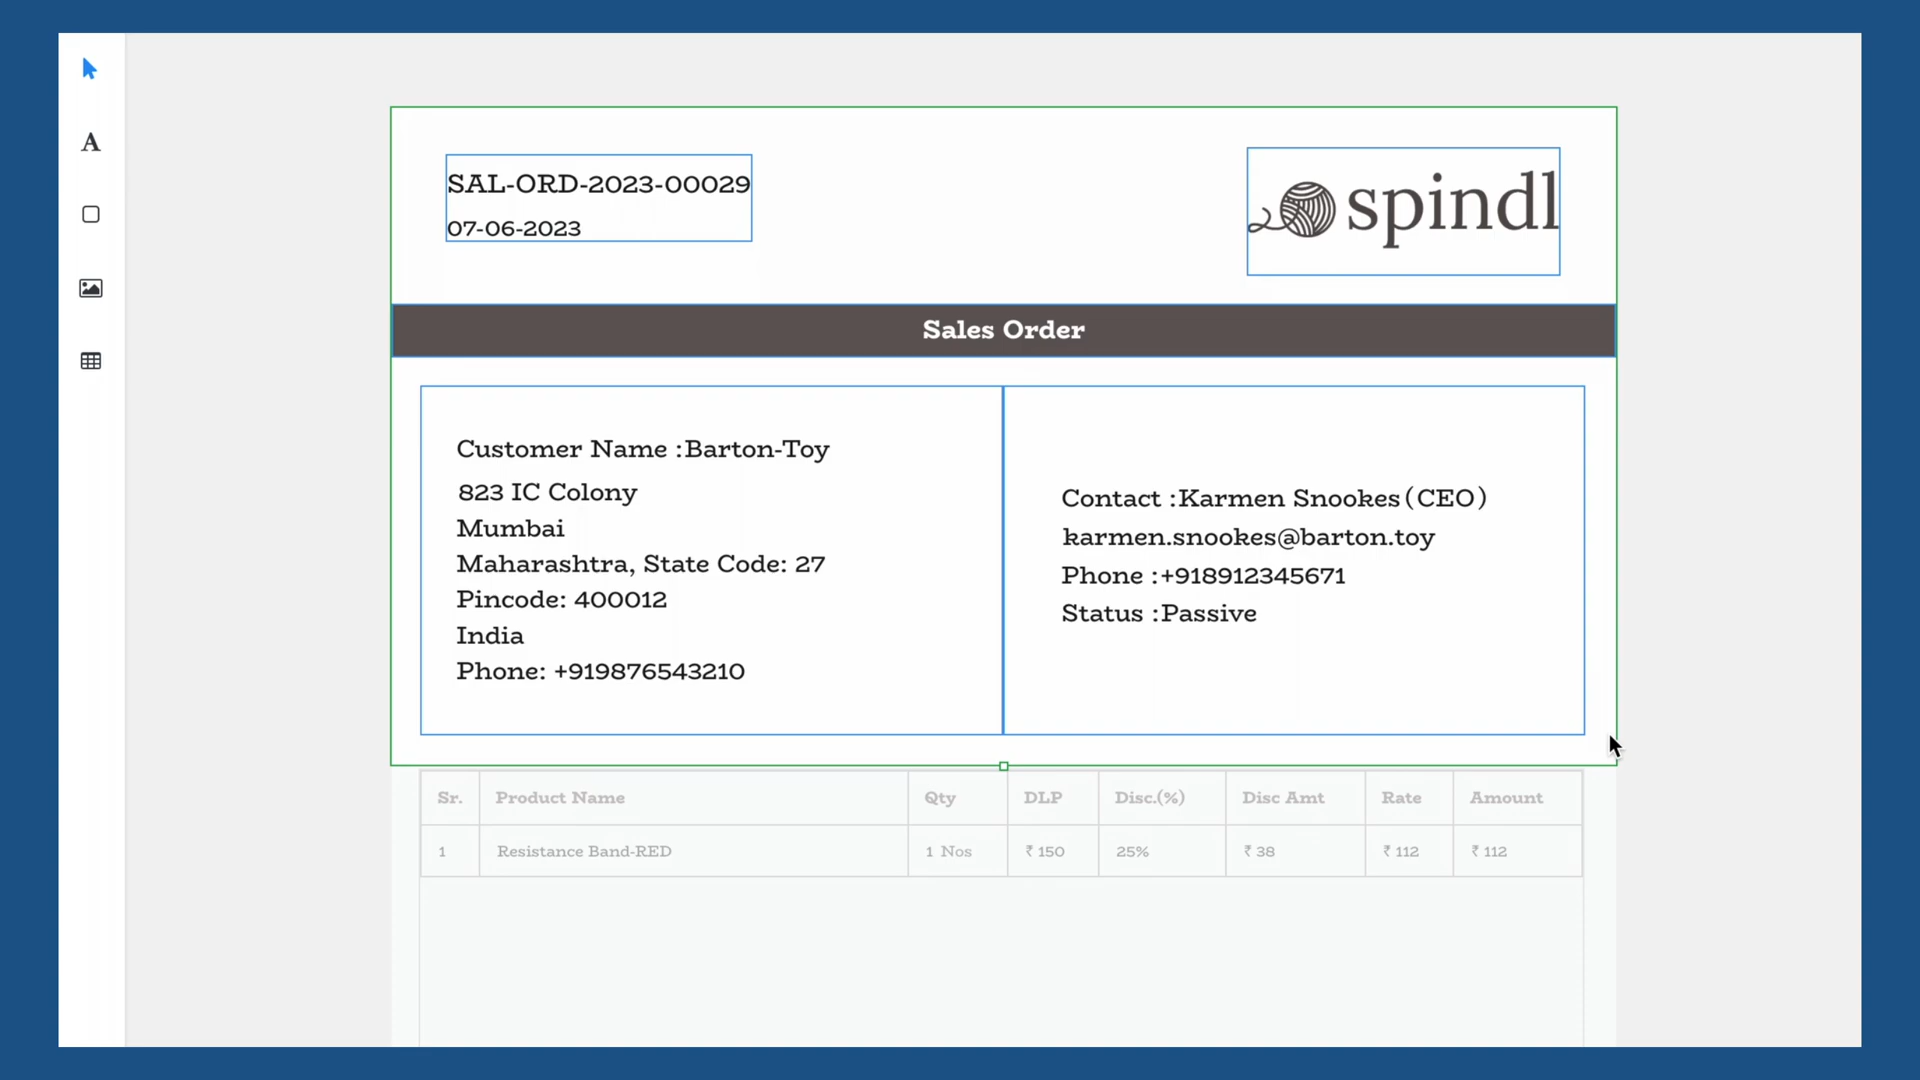 A
SAL-ORD-2023-00029
07-06-2023
spindl
Sales Order
Customer Name :Barton-Toy
823 IC Colony
Mumbai
Maharashtra, State Code: 27
Pincode: 400012
India
Phone: +919876543210
Contact :Karmen Snookes(CEO)
karmen.snookes@barton.toy
Phone :+918912345671
Status :Passive
Sr. Product Name Qty DLP Disc.(%) Disc Amt Rate Amount
1 Resistance Band-RED 1 Nos ₹ 150 25% ₹ 38 ₹ 112 ₹ 112